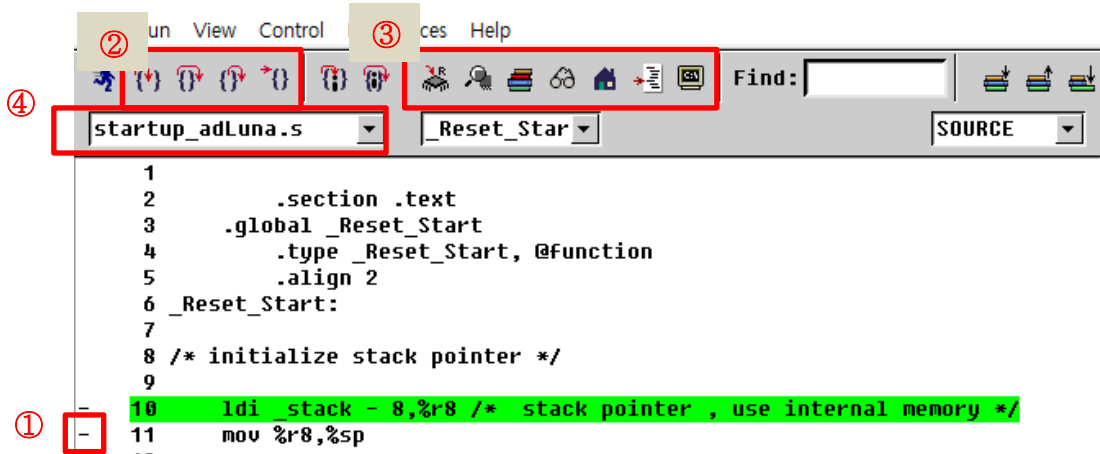 ② un View Control ③ ces Help
Find:
④
startup_adLuna.s _Reset_Star SOURCE
1
2 .section .text
3 .global _Reset_Start
4 .type _Reset_Start, @function
5 .align 2
6 _Reset_Start:
7
8 /* initialize stack pointer */
9
- 10 ldi _stack - 8,%r8 /* stack pointer , use internal memory */
① - 11 mov %r8,%sp